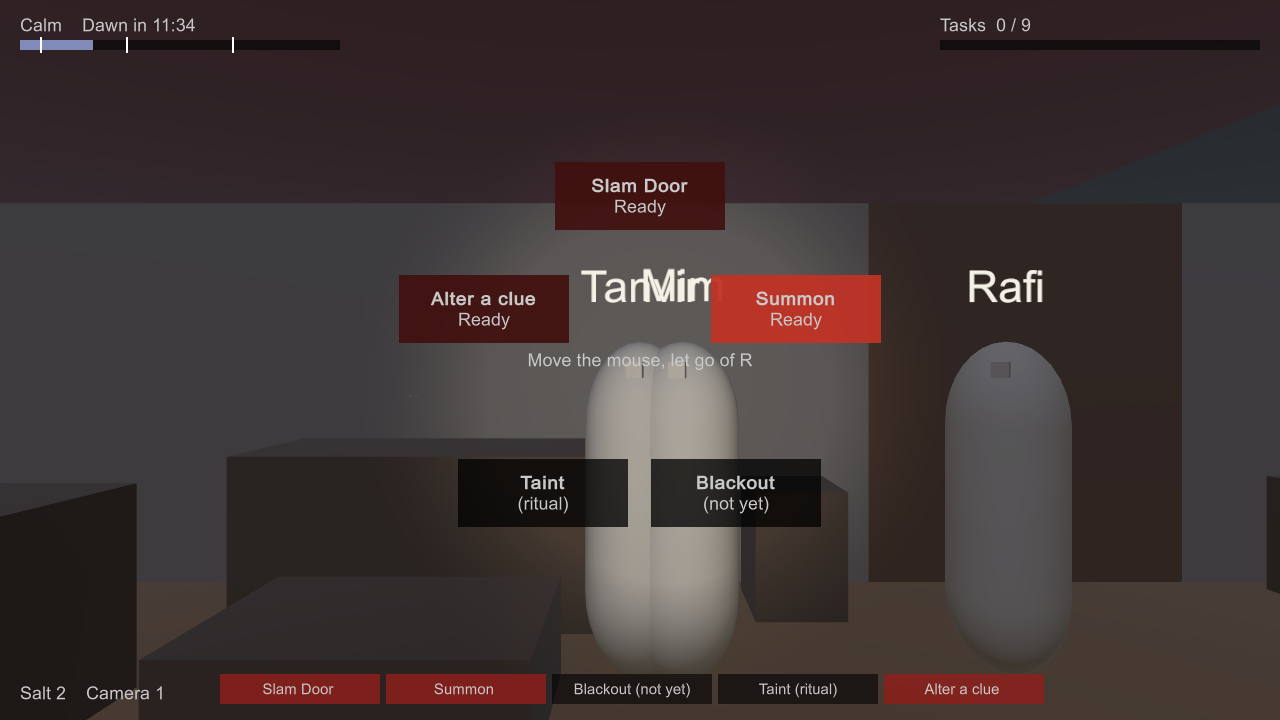 Calm Dawn in 11:34
Tasks 0 / 9
Slam Door
Ready
Alter a clue
Ready
Mim
Summon
Ready
Rafi
Move the mouse, let go of R
Taint
(ritual)
Blackout
(not yet)
Salt 2 Camera 1
Slam Door
Summon
Blackout (not yet)
Taint (ritual)
Alter a clue